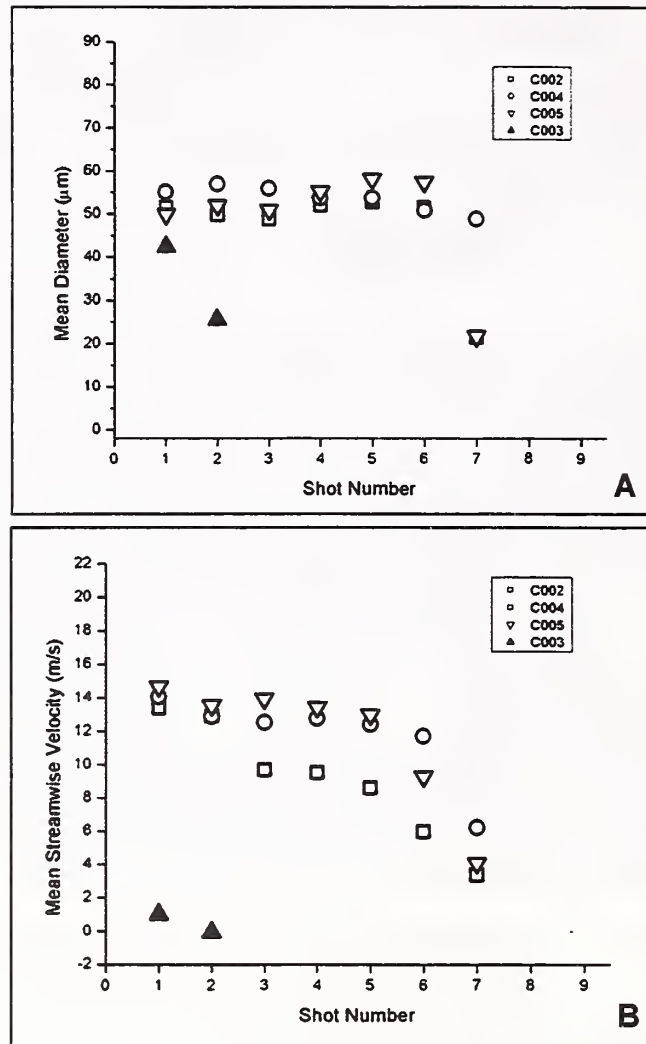 90
80
70
60
50
40
30
20
10
0
Mean Diameter (μm)
C002
C004
C005
C003
0 1 2 3 4 5 6 7 8 9
Shot Number
A
22
20
18
16
14
12
10
8
6
4
2
0
-2
Mean Streamwise Velocity (m/s)
C002
C004
C005
C003
0 1 2 3 4 5 6 7 8 9
Shot Number
B